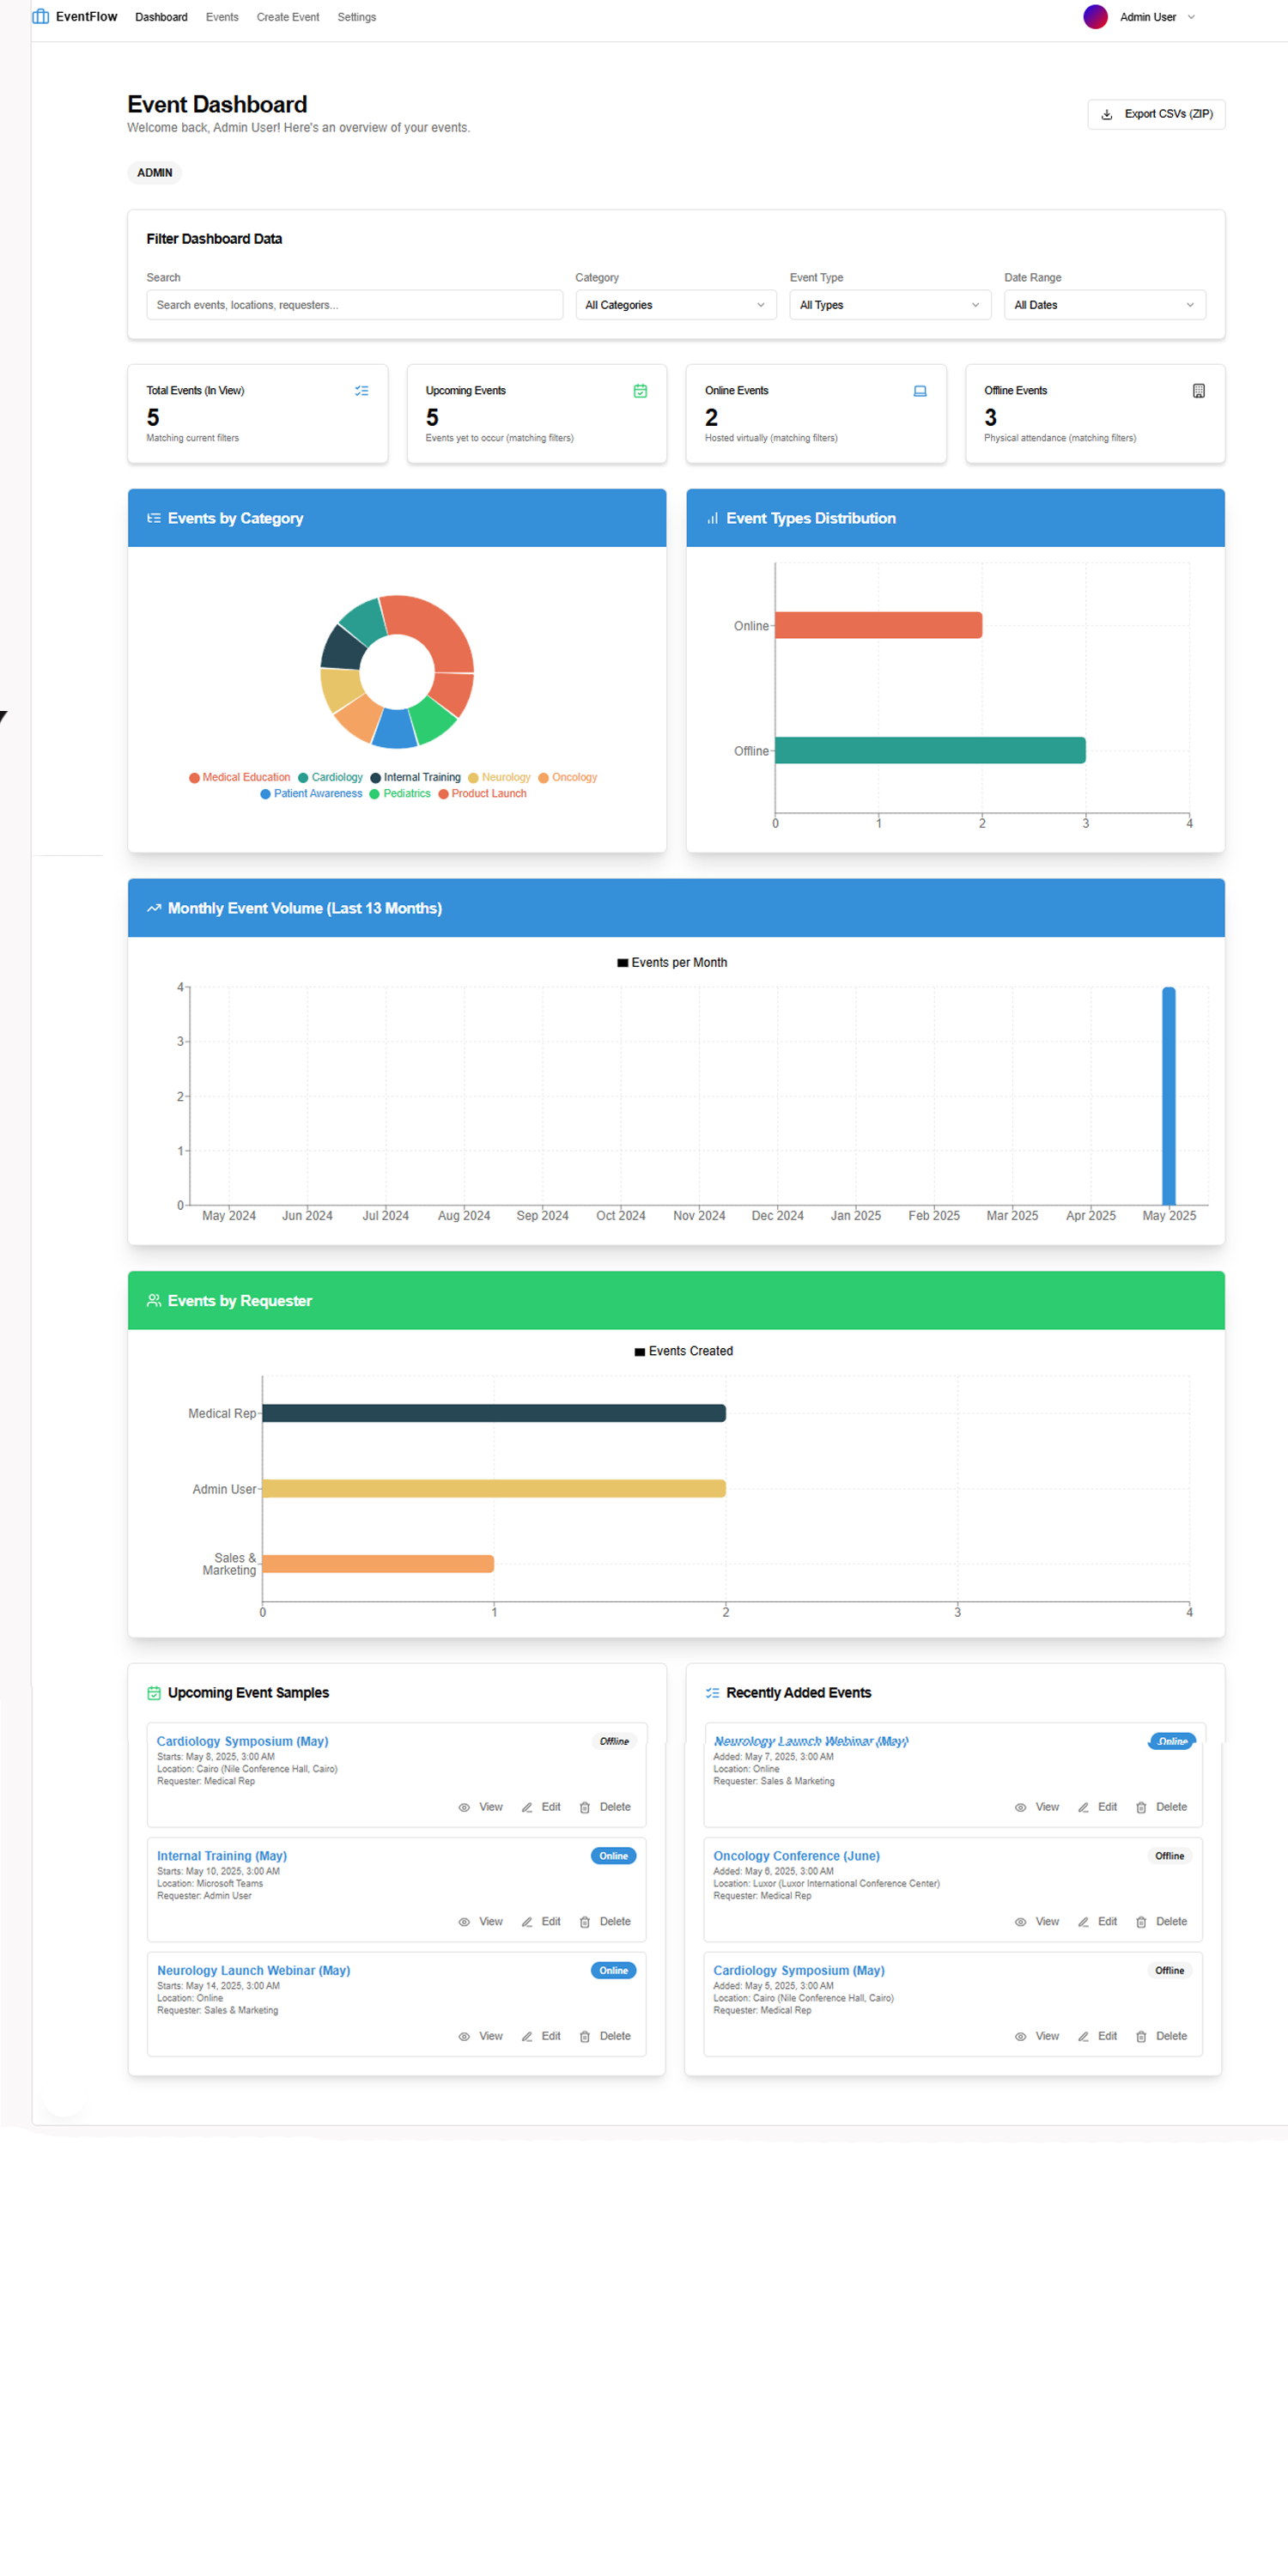 EventFlow Dashboard Events Create Event Settings Admin User
Event Dashboard
Welcome back, Admin User! Here's an overview of your events.
Export CSVs (ZIP)
ADMIN
Filter Dashboard Data
Search Category Event Type Date Range
Search events, locations, requesters... All Categories All Types All Dates
Total Events (In View)
5
Matching current filters
Upcoming Events
5
Events yet to occur (matching filters)
Online Events
2
Hosted virtually (matching filters)
Offline Events
3
Physical attendance (matching filters)
Events by Category
Medical Education Cardiology Internal Training Neurology Oncology
Patient Awareness Pediatrics Product Launch
Event Types Distribution
Online
Offline
0 1 2 3 4
Monthly Event Volume (Last 13 Months)
Events per Month
4
3
2
1
0
May 2024 Jun 2024 Jul 2024 Aug 2024 Sep 2024 Oct 2024 Nov 2024 Dec 2024 Jan 2025 Feb 2025 Mar 2025 Apr 2025 May 2025
Events by Requester
Events Created
Medical Rep
Admin User
Sales &
Marketing
0 1 2 3 4
Upcoming Event Samples
Cardiology Symposium (May) Offline
Starts: May 8, 2025, 3:00 AM
Location: Cairo (Nile Conference Hall, Cairo)
Requester: Medical Rep
View Edit Delete
Internal Training (May) Online
Starts: May 10, 2025, 3:00 AM
Location: Microsoft Teams
Requester: Admin User
View Edit Delete
Neurology Launch Webinar (May) Online
Starts: May 14, 2025, 3:00 AM
Location: Online
Requester: Sales & Marketing
View Edit Delete
Recently Added Events
Neurology Launch Webinar (May) Online
Added: May 7, 2025, 3:00 AM
Location: Online
Requester: Sales & Marketing
View Edit Delete
Oncology Conference (June) Offline
Added: May 6, 2025, 3:00 AM
Location: Luxor (Luxor International Conference Center)
Requester: Medical Rep
View Edit Delete
Cardiology Symposium (May) Offline
Added: May 5, 2025, 3:00 AM
Location: Cairo (Nile Conference Hall, Cairo)
Requester: Medical Rep
View Edit Delete